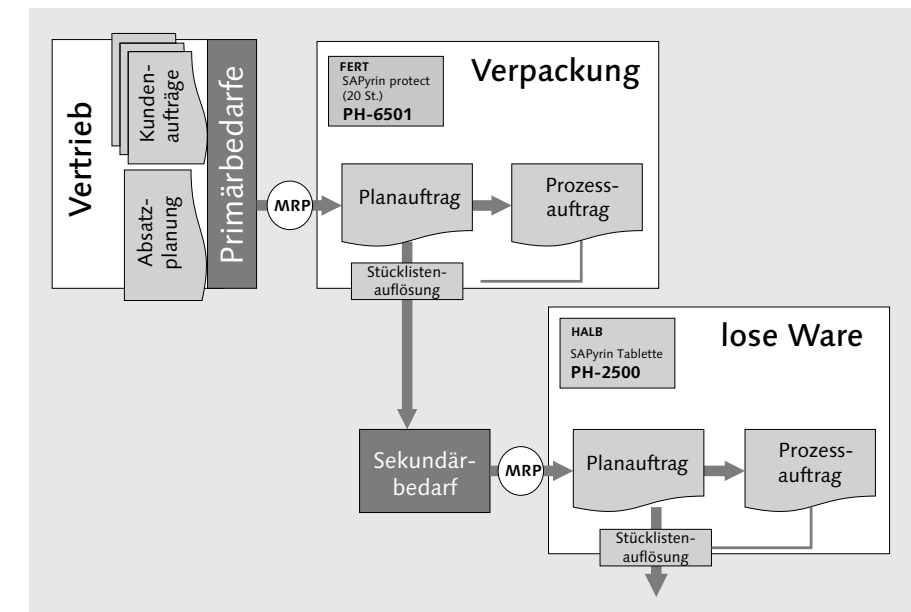 Vertrieb
Kunden-
aufträge
Absatz-
planung
Primärbedarfe
MRP
Verpackung
FERT
SAPyrin protect
(20 St.)
PH-6501
Planauftrag
Prozess-
auftrag
Stücklisten-
auflösung
Sekundär-
bedarf
MRP
lose Ware
HALB
SAPyrin Tablette
PH-2500
Planauftrag
Prozess-
auftrag
Stücklisten-
auflösung